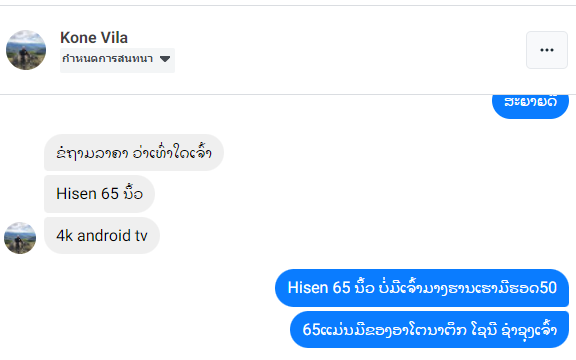 Kone Vila
กำหนดการสนทนา
ສະບາຍດີ
ຂໍຖາມລາຄາ ວ່າເທົ່າໃດເຈົ້າ
Hisen 65 ນິ້ວ
4k android tv
Hisen 65 ນິ້ວ ບໍ່ມີເຈົ້າມາງຮານເຮົາມີຮອດ50
65ແມ່ນມີຂອງອາໂຕນາຕິກ ໂຊນີ ຊຳຊຸງເຈົ້າ